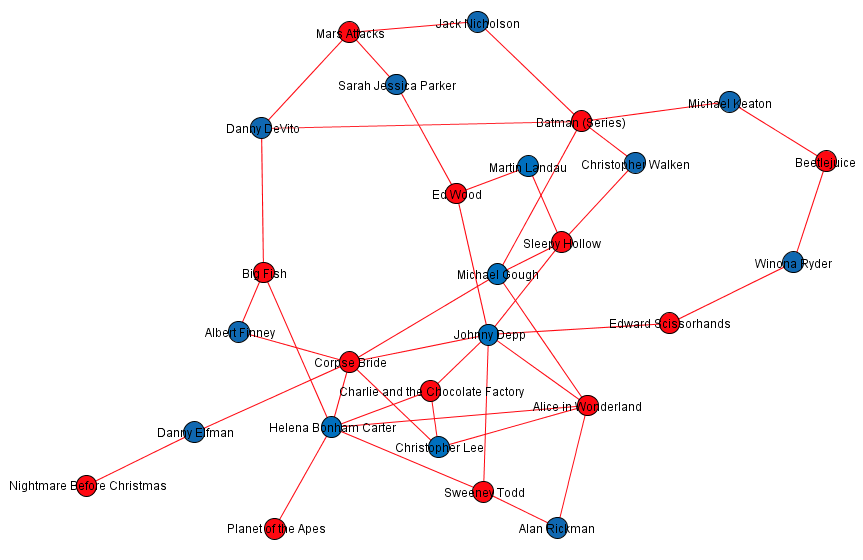 Jack Nicholson
Mars Attacks
Sarah Jessica Parker
Michael Keaton
Danny DeVito
Batman (Series)
Martin Landau
Christopher Walken
Beetlejuice
Ed Wood
Sleepy Hollow
Winona Ryder
Big Fish
Michael Gough
Edward Scissorhands
Albert Finney
Johnny Depp
Corpse Bride
Charlie and the Chocolate Factory
Alice in Wonderland
Helena Bonham Carter
Danny Elfman
Christopher Lee
Nightmare Before Christmas
Sweeney Todd
Planet of the Apes
Alan Rickman